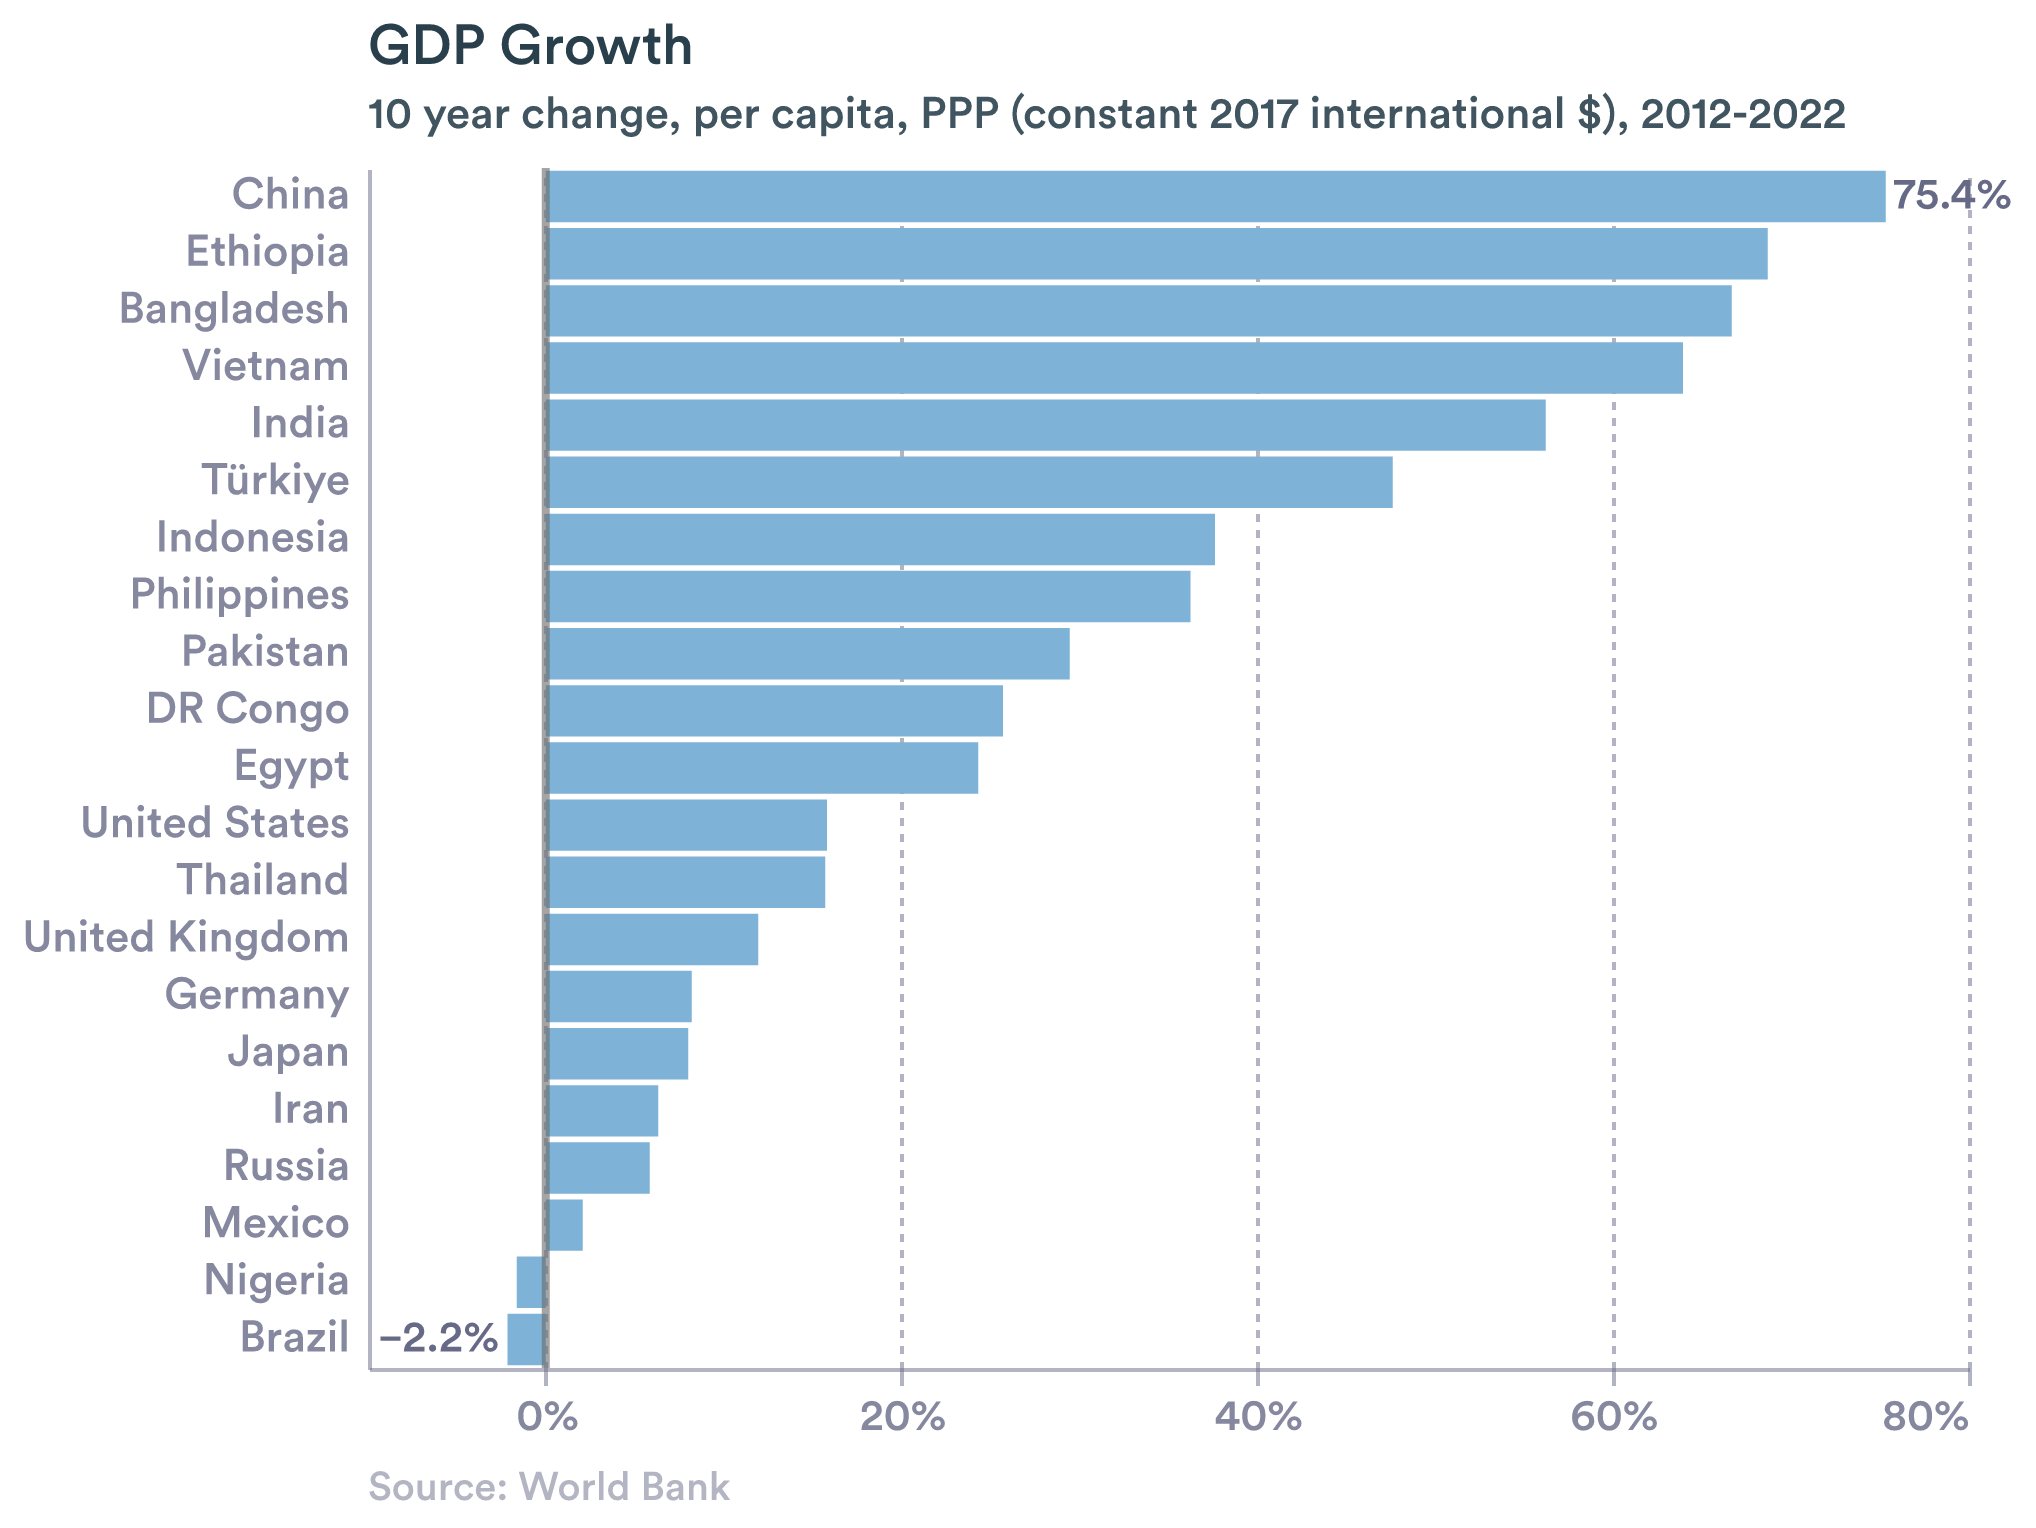 GDP Growth
10 year change, per capita, PPP (constant 2017 international $), 2012-2022
China 75.4%
Ethiopia
Bangladesh
Vietnam
India
Türkiye
Indonesia
Philippines
Pakistan
DR Congo
Egypt
United States
Thailand
United Kingdom
Germany
Japan
Iran
Russia
Mexico
Nigeria
Brazil −2.2%
0% 20% 40% 60% 80%
Source: World Bank